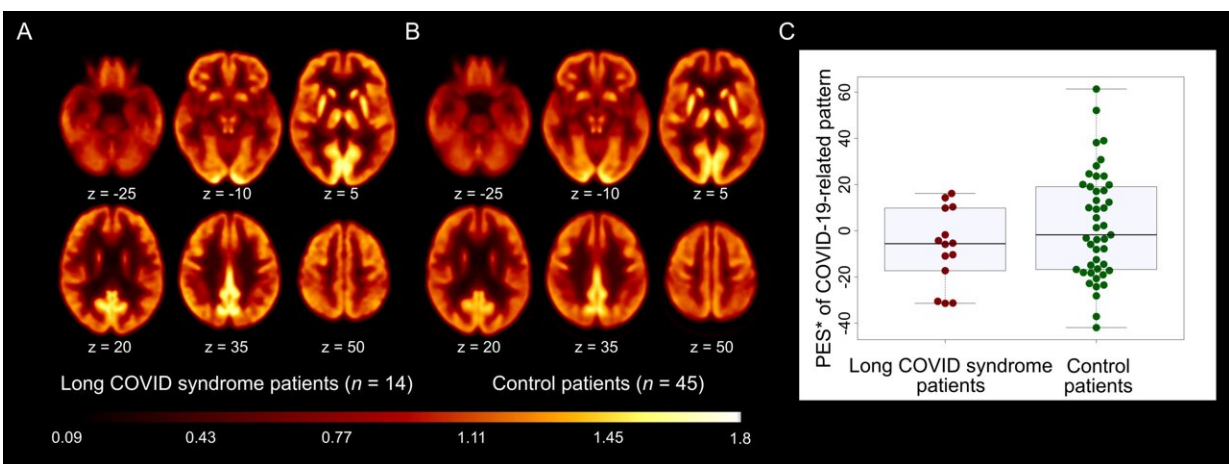 A
B
C
z = -25
z = -10
z = 5
z = -25
z = -10
z = 5
z = 20
z = 35
z = 50
z = 20
z = 35
z = 50
Long COVID syndrome patients (n = 14)
Control patients (n = 45)
0.09
0.43
0.77
1.11
1.45
1.8
PES* of COVID-19-related pattern
60
40
20
0
-20
-40
Long COVID syndrome
patients
Control
patients